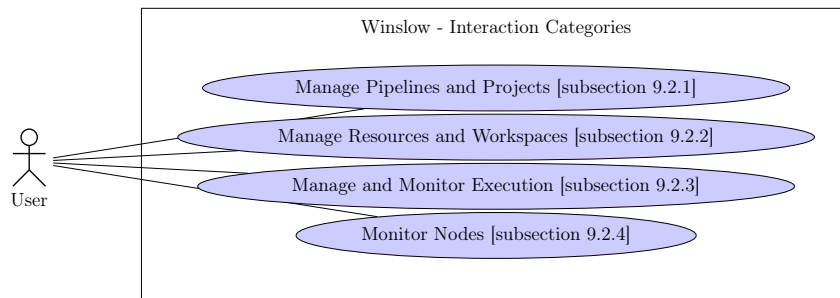 Winslow - Interaction Categories
Manage Pipelines and Projects [subsection 9.2.1]
Manage Resources and Workspaces [subsection 9.2.2]
Manage and Monitor Execution [subsection 9.2.3]
User
Monitor Nodes [subsection 9.2.4]